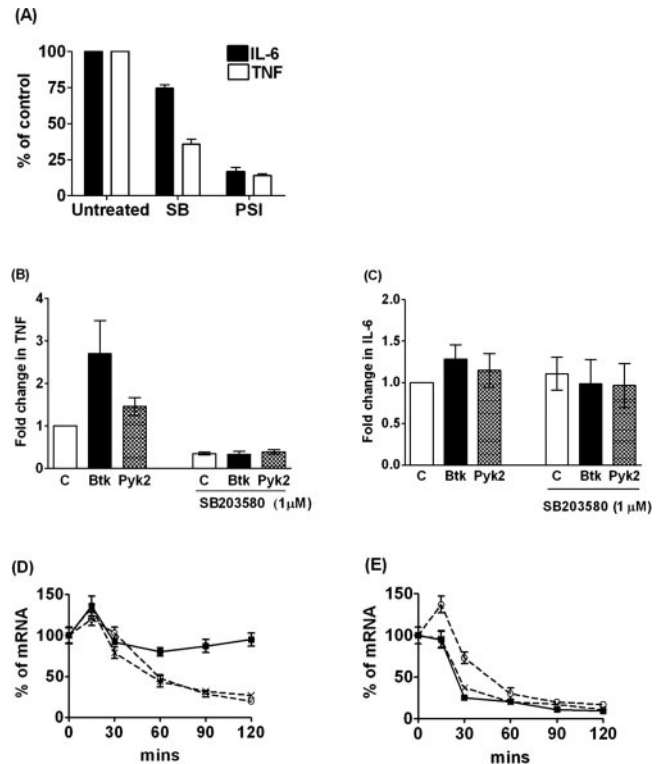 (A)
% of control
100
75
50
25
0
IL-6
TNF
Untreated SB PSI
(B)
Fold change in TNF
4
3
2
1
0
C Btk Pyk2 C Btk Pyk2
SB203580 (1μM)
(C)
Fold change in IL-6
2.0
1.5
1.0
0.5
0.0
C Btk Pyk2 C Btk Pyk2
SB203580 (1 μM)
(D)
% of mRNA
150
100
50
0
0 30 60 90 120
mins
(E)
% of mRNA
150
100
50
0
0 30 60 90 120
mins